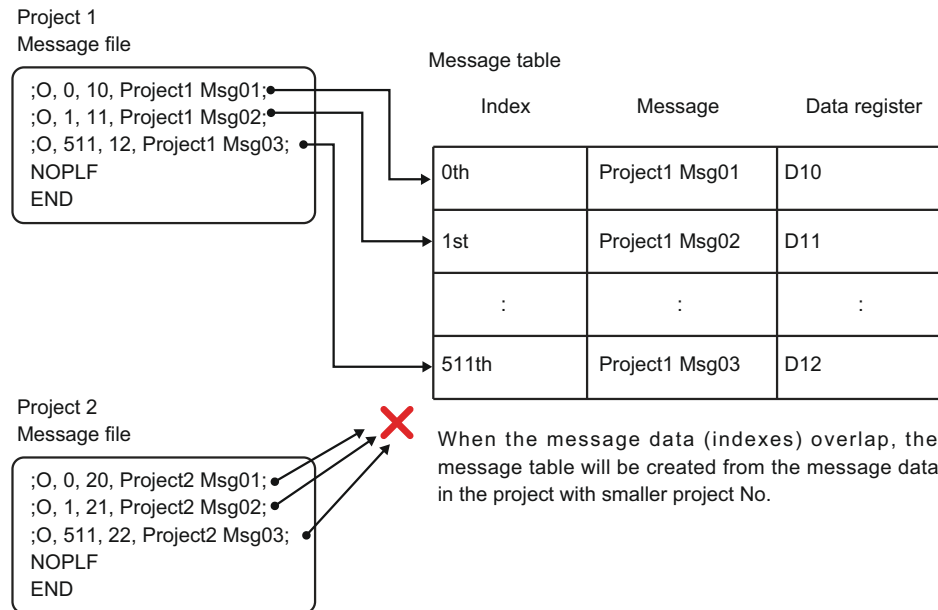 Project 1
Message file
;O, 0, 10, Project1 Msg01;
;O, 1, 11, Project1 Msg02;
;O, 511, 12, Project1 Msg03;
NOPLF
END
Message table
Index Message Data register
0th Project1 Msg01 D10
1st Project1 Msg02 D11
: : :
511th Project1 Msg03 D12
Project 2
Message file
;O, 0, 20, Project2 Msg01;
;O, 1, 21, Project2 Msg02;
;O, 511, 22, Project2 Msg03;
NOPLF
END
When the message data (indexes) overlap, the
message table will be created from the message data
in the project with smaller project No.